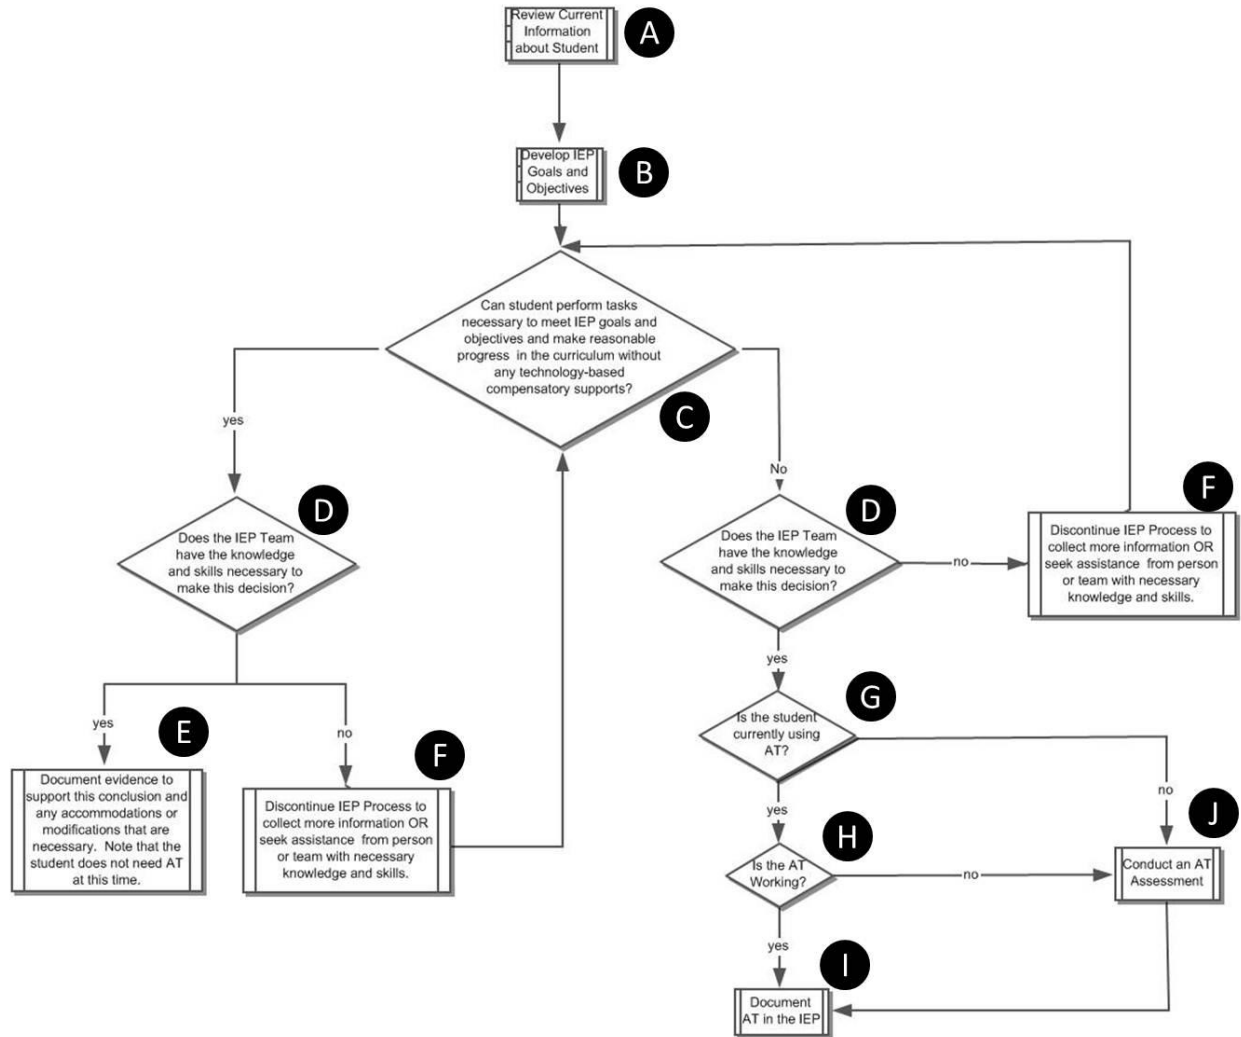 Review Current
Information
about Student
A
Develop IEP
Goals and
Objectives
B
Can student perform tasks
necessary to meet IEP goals and
objectives and make reasonable
progress in the curriculum without
any technology-based
compensatory supports?
C
yes
No
D
Does the IEP Team
have the knowledge
and skills necessary to
make this decision?
D
Does the IEP Team
have the knowledge
and skills necessary to
make this decision?
no
F
Discontinue IEP Process to
collect more information OR
seek assistance from person
or team with necessary
knowledge and skills.
yes
no
E
Document evidence to
support this conclusion and
any accommodations or
modifications that are
necessary. Note that the
student does not need AT
at this time.
F
Discontinue IEP Process to
collect more information OR
seek assistance from person
or team with necessary
knowledge and skills.
yes
G
Is the student
currently using
AT?
no
yes
H
Is the AT
Working?
no
J
Conduct an AT
Assessment
yes
I
Document
AT in the IEP